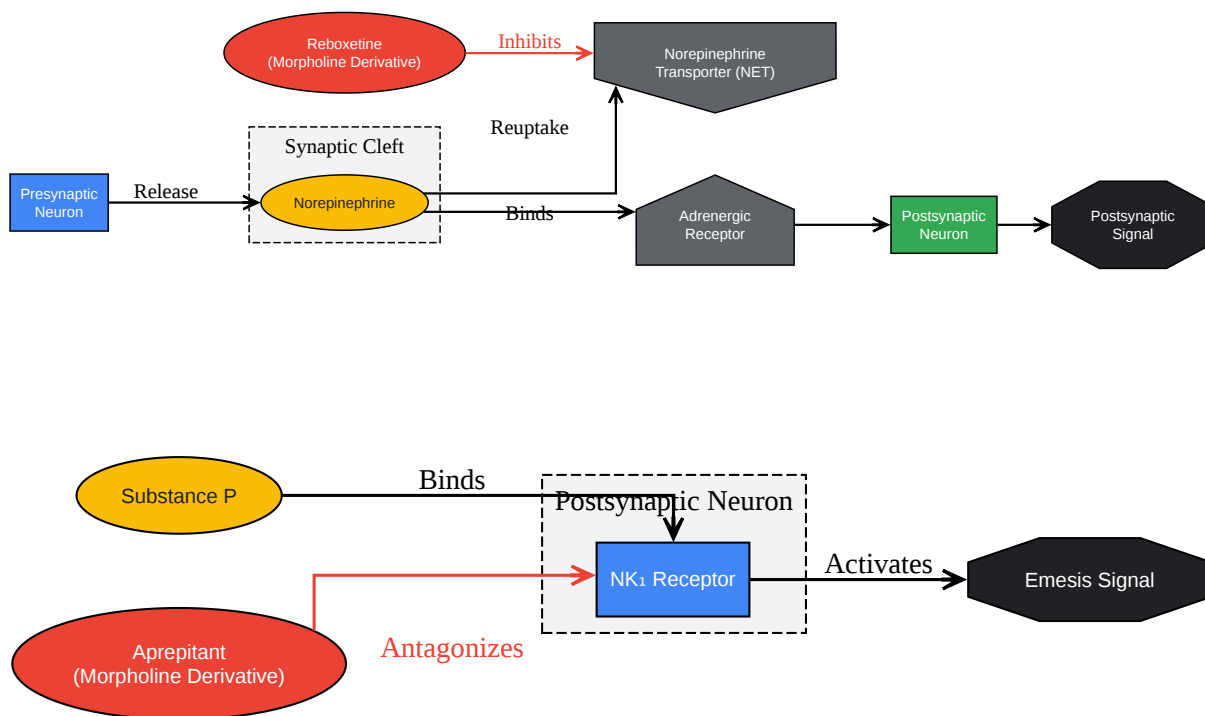 Reboxetine
(Morpholine Derivative)
Inhibits
Norepinephrine
Transporter (NET)
Reuptake
Synaptic Cleft
Presynaptic
Neuron
Release
Norepinephrine
Binds
Adrenergic
Receptor
Postsynaptic
Neuron
Postsynaptic
Signal
Substance P
Binds
Postsynaptic Neuron
NK₁ Receptor
Activates
Emesis Signal
Aprepitant
(Morpholine Derivative)
Antagonizes